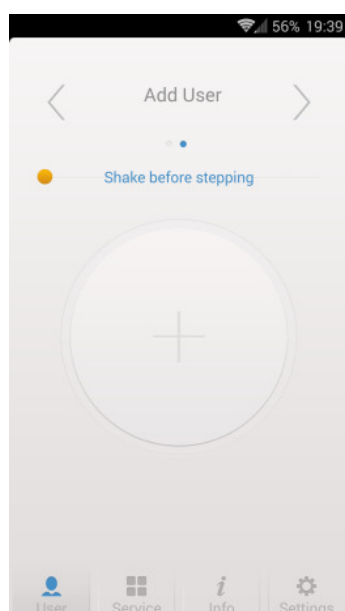 56% 19:39
Add User
Shake before stepping
User Service Info Settings